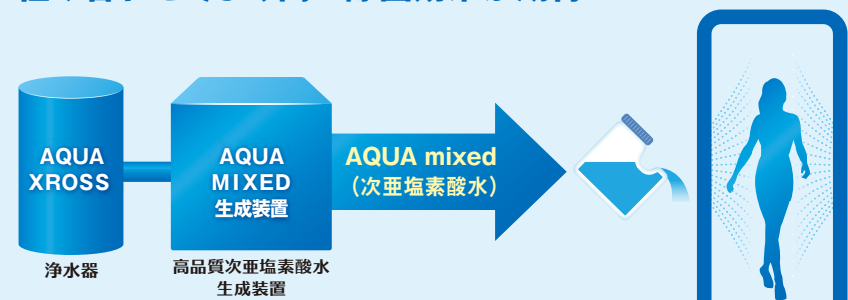 AQUA
XROSS
浄水器
AQUA
MIXED
生成装置
高品質次亜塩素酸水
生成装置
AQUA mixed
（次亜塩素酸水）